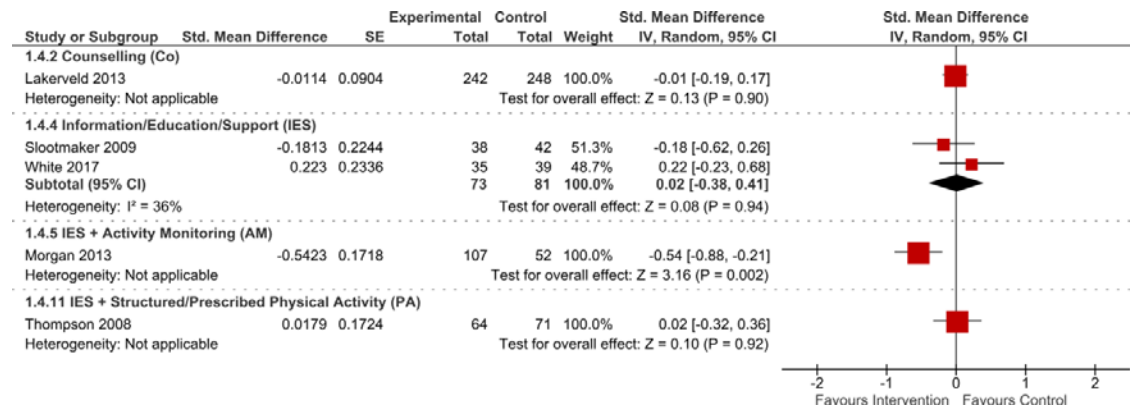 Experimental Control Std. Mean Difference Std. Mean Difference
Study or Subgroup Std. Mean Difference SE Total Total Weight IV, Random, 95% CI IV, Random, 95% CI
1.4.2 Counselling (Co)
Lakerveld 2013 -0.0114 0.0904 242 248 100.0% -0.01 [-0.19, 0.17]
Heterogeneity: Not applicable Test for overall effect: Z = 0.13 (P = 0.90)
1.4.4 Information/Education/Support (IES)
Slootmaker 2009 -0.1813 0.2244 38 42 51.3% -0.18 [-0.62, 0.26]
White 2017 0.223 0.2336 35 39 48.7% 0.22 [-0.23, 0.68]
Subtotal (95% CI) 73 81 100.0% 0.02 [-0.38, 0.41]
Heterogeneity: I² = 36% Test for overall effect: Z = 0.08 (P = 0.94)
1.4.5 IES + Activity Monitoring (AM)
Morgan 2013 -0.5423 0.1718 107 52 100.0% -0.54 [-0.88, -0.21]
Heterogeneity: Not applicable Test for overall effect: Z = 3.16 (P = 0.002)
1.4.11 IES + Structured/Prescribed Physical Activity (PA)
Thompson 2008 0.0179 0.1724 64 71 100.0% 0.02 [-0.32, 0.36]
Heterogeneity: Not applicable Test for overall effect: Z = 0.10 (P = 0.92)
-2 -1 0 1 2
Favours Intervention Favours Control